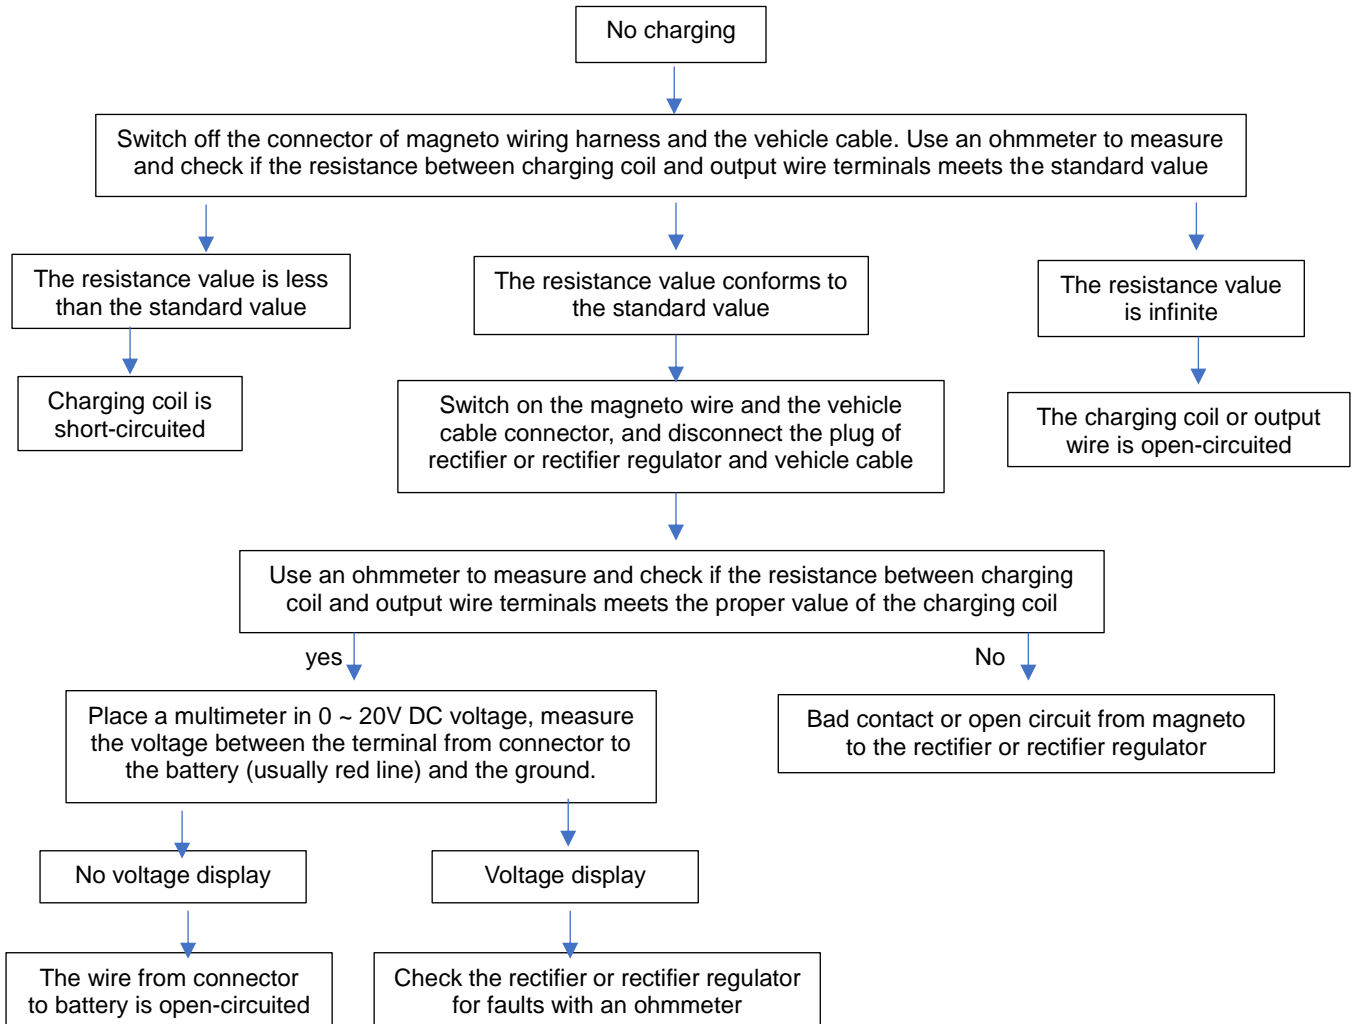 No charging
Switch off the connector of magneto wiring harness and the vehicle cable. Use an ohmmeter to measure
and check if the resistance between charging coil and output wire terminals meets the standard value
The resistance value is less
than the standard value
The resistance value conforms to
the standard value
The resistance value
is infinite
Charging coil is
short-circuited
Switch on the magneto wire and the vehicle
cable connector, and disconnect the plug of
rectifier or rectifier regulator and vehicle cable
The charging coil or output
wire is open-circuited
Use an ohmmeter to measure and check if the resistance between charging
coil and output wire terminals meets the proper value of the charging coil
yes
No
Place a multimeter in 0 ~ 20V DC voltage, measure
the voltage between the terminal from connector to
the battery (usually red line) and the ground.
Bad contact or open circuit from magneto
to the rectifier or rectifier regulator
No voltage display
Voltage display
The wire from connector
to battery is open-circuited
Check the rectifier or rectifier regulator
for faults with an ohmmeter